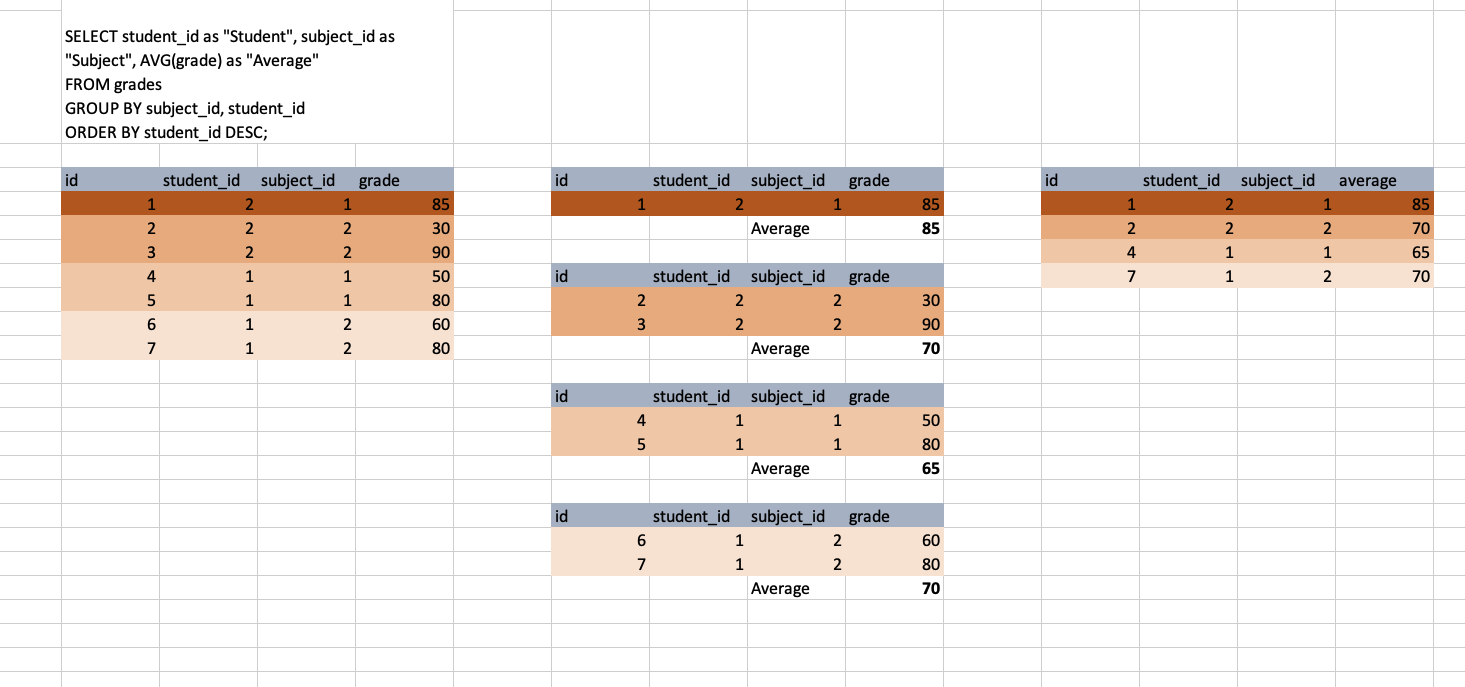 SELECT student_id as "Student", subject_id as
"Subject", AVG(grade) as "Average"
FROM grades
GROUP BY subject_id, student_id
ORDER BY student_id DESC;
id student_id subject_id grade
1 2 1 85
2 2 2 30
3 2 2 90
4 1 1 50
5 1 1 80
6 1 2 60
7 1 2 80
id student_id subject_id grade
1 2 1 85
Average 85
id student_id subject_id grade
2 2 2 30
3 2 2 90
Average 70
id student_id subject_id grade
4 1 1 50
5 1 1 80
Average 65
id student_id subject_id grade
6 1 2 60
7 1 2 80
Average 70
id student_id subject_id average
1 2 1 85
2 2 2 70
4 1 1 65
7 1 2 70